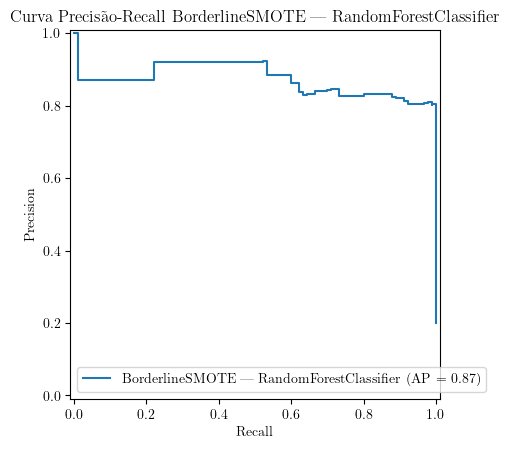 Curva Precisão-Recall BorderlineSMOTE — RandomForestClassifier
1.0
0.8
0.6
0.4
0.2
0.0
Precision
BorderlineSMOTE — RandomForestClassifier (AP = 0.87)
0.0 0.2 0.4 0.6 0.8 1.0
Recall